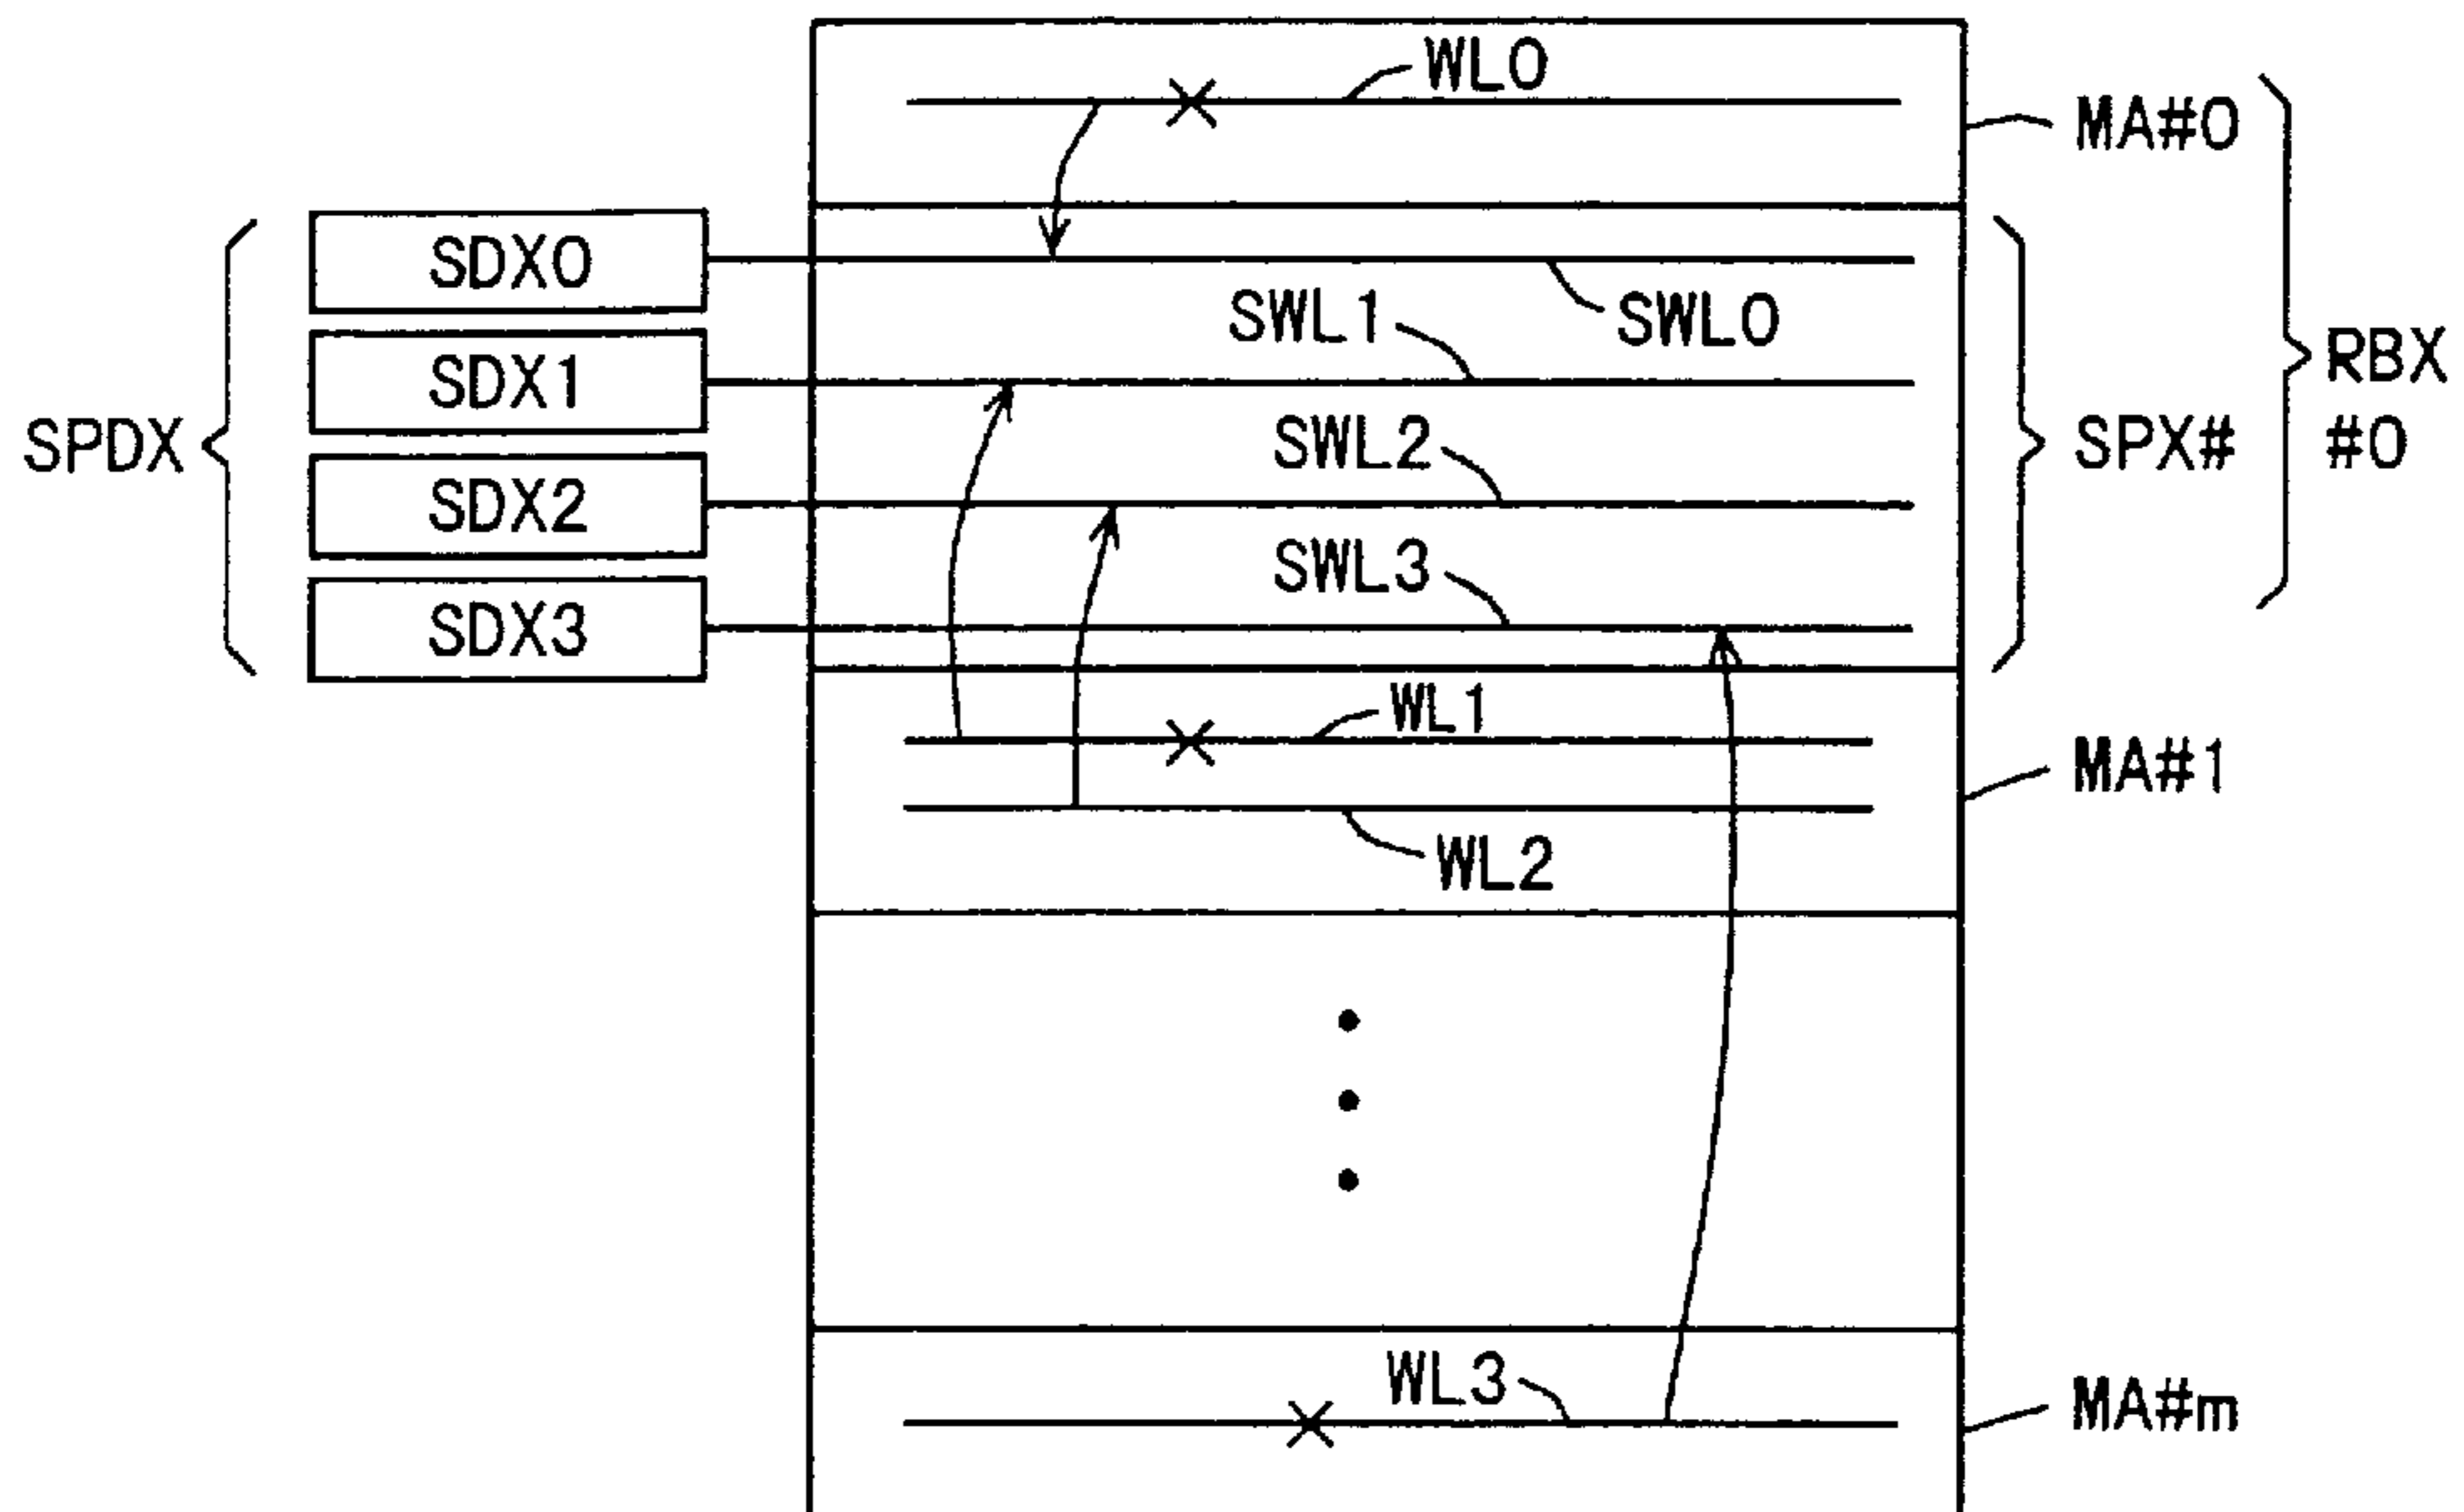 WL0
MA#0
SDX0
SWL1
SWL0
SDX1
RBX
#0
SPDX
SWL2
SPX#
SDX2
SWL3
SDX3
WL1
MA#1
WL2
WL3
MA#m